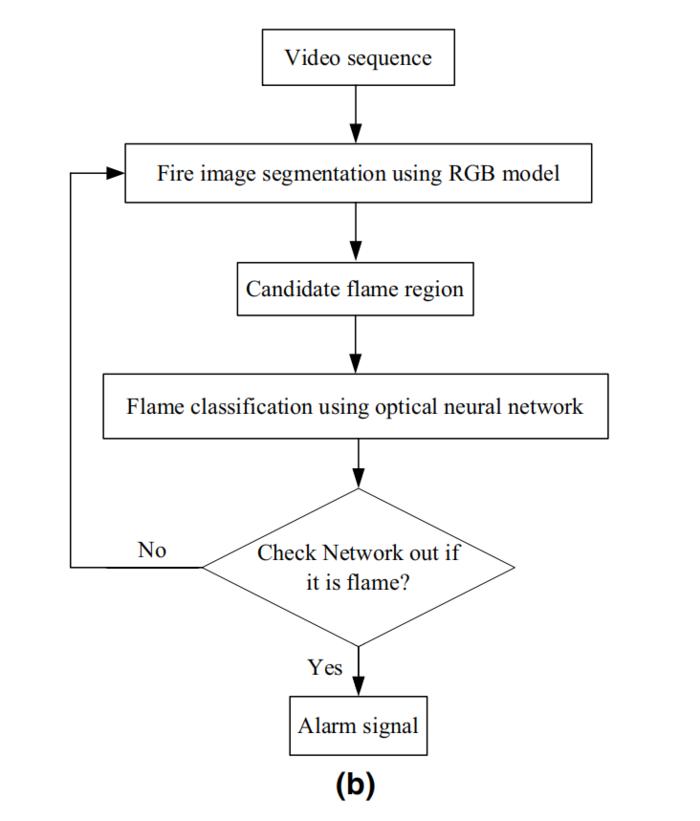 Video sequence
Fire image segmentation using RGB model
Candidate flame region
Flame classification using optical neural network
No
Check Network out if
it is flame?
Yes
Alarm signal
(b)